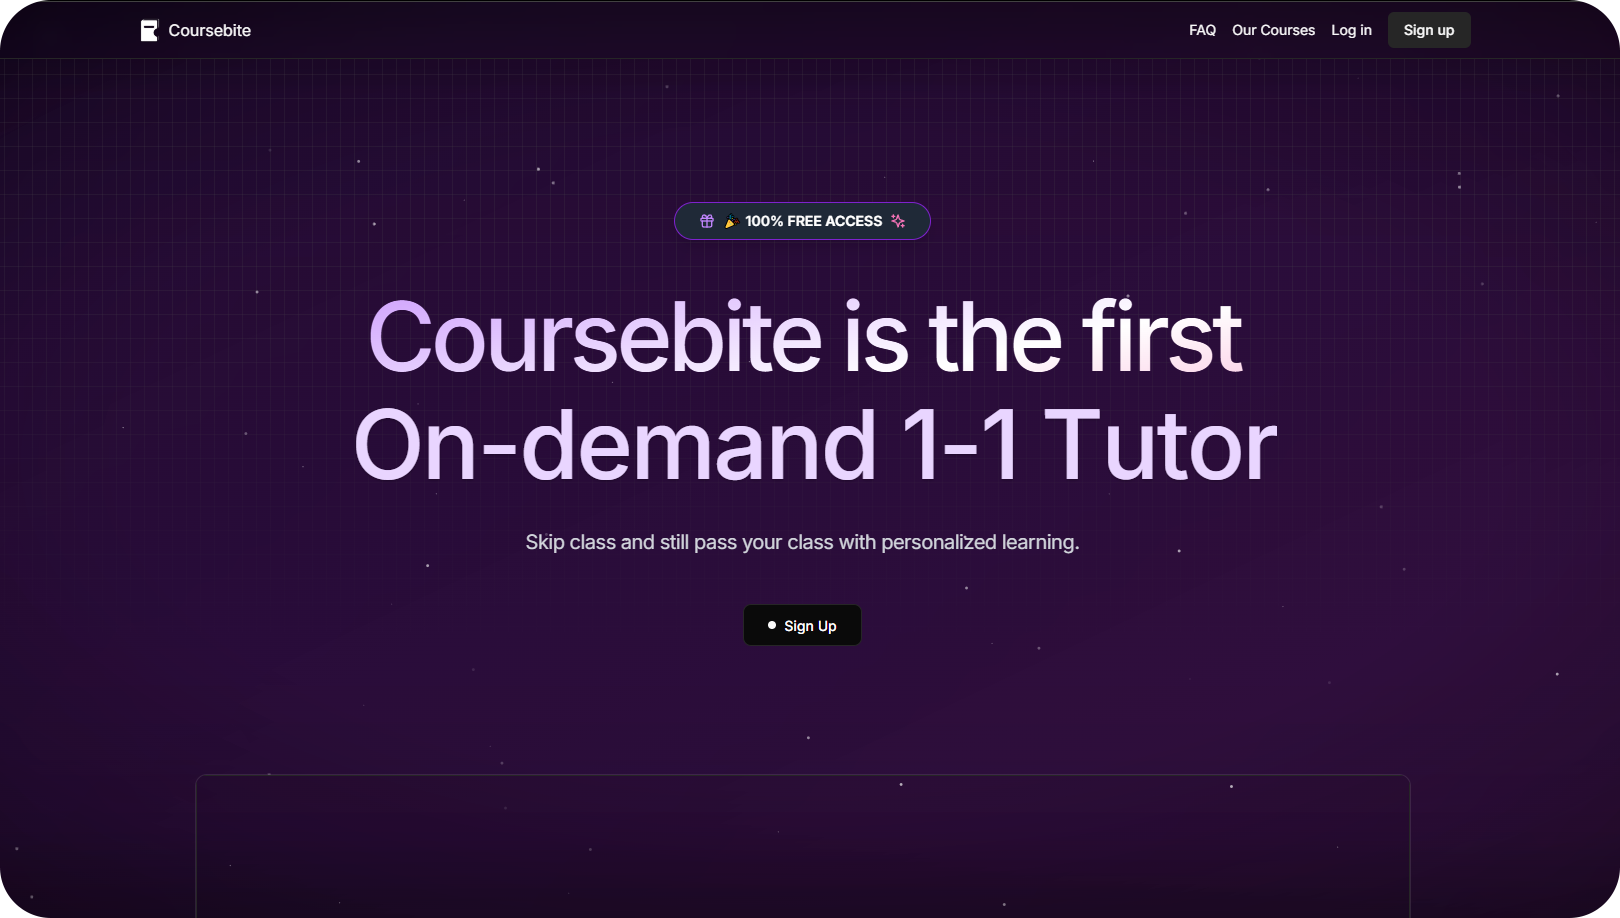 Coursebite
FAQ Our Courses Log in Sign up
🎉 100% FREE ACCESS
Coursebite is the first
On-demand 1-1 Tutor
Skip class and still pass your class with personalized learning.
Sign Up